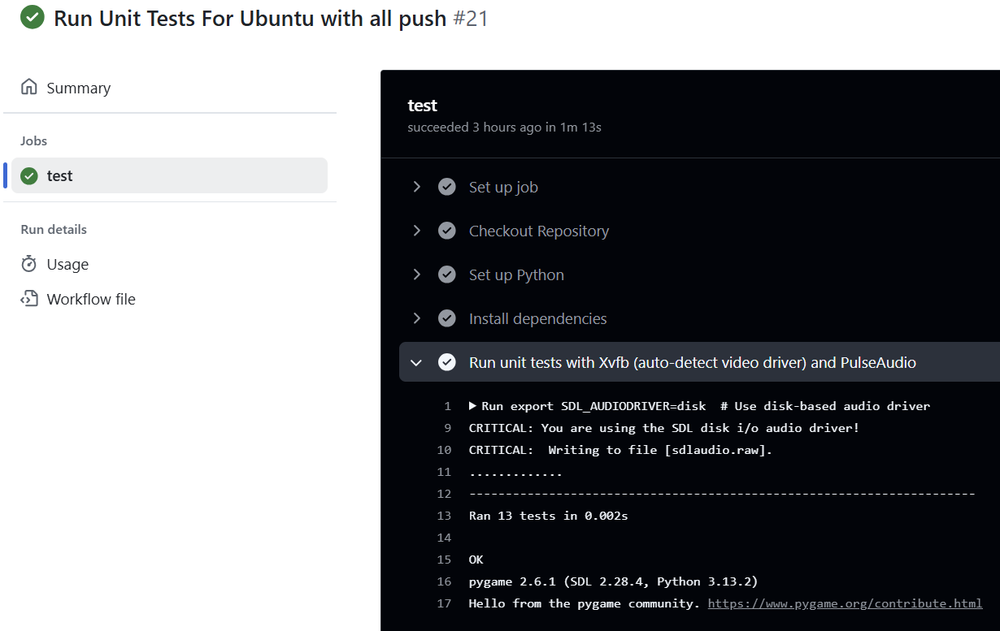 Run Unit Tests For Ubuntu with all push #21
Summary
Jobs
test
Run details
Usage
Workflow file
test
succeeded 3 hours ago in 1m 13s
Set up job
Checkout Repository
Set up Python
Install dependencies
Run unit tests with Xvfb (auto-detect video driver) and PulseAudio
1 Run export SDL_AUDIODRIVER=disk  # Use disk-based audio driver
9 CRITICAL: You are using the SDL disk i/o audio driver!
10 CRITICAL:  Writing to file [sdlaudio.raw].
11 .............
12 ----------------------------------------------------------------------
13 Ran 13 tests in 0.002s
14
15 OK
16 pygame 2.6.1 (SDL 2.28.4, Python 3.13.2)
17 Hello from the pygame community. https://www.pygame.org/contribute.html